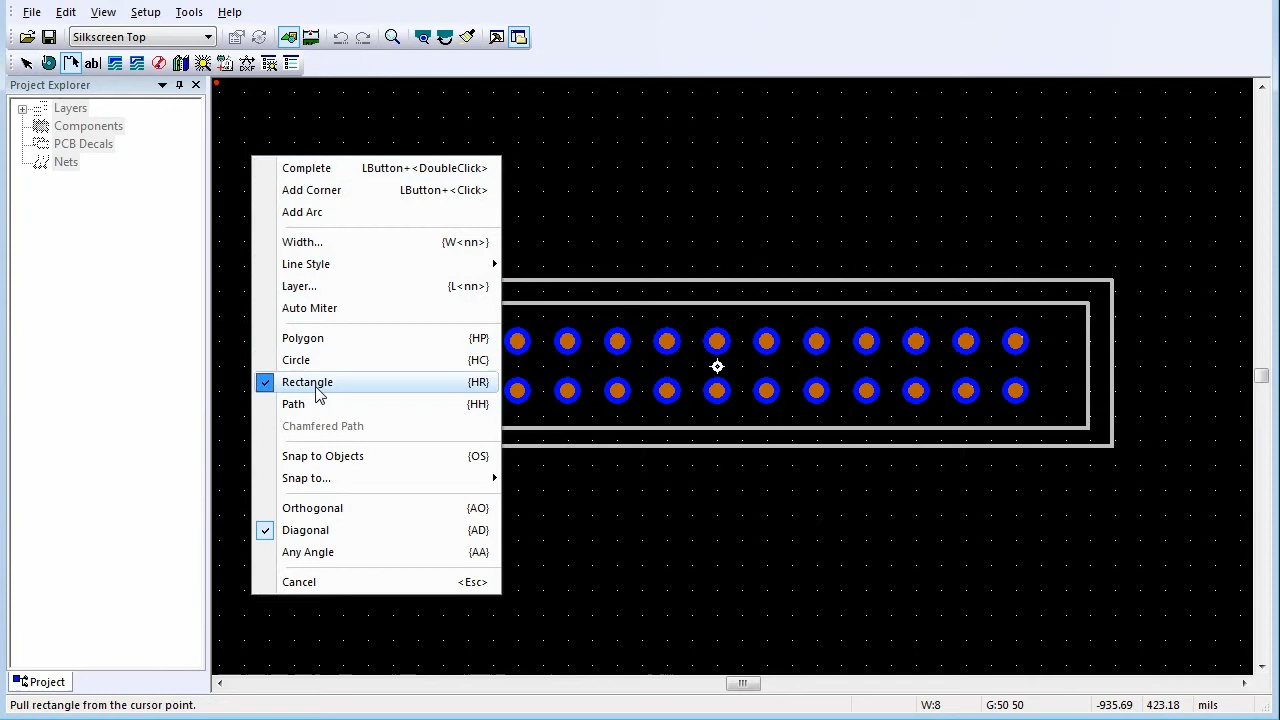 File Edit View Setup Tools Help
Silkscreen Top
abl
DXF
Project Explorer
Layers
Components
PCB Decals
Nets
Complete LButton+<DoubleClick>
Add Corner LButton+<Click>
Add Arc
Width... {W<nn>}
Line Style
Layer... {L<nn>}
Auto Miter
Polygon {HP}
Circle {HC}
Rectangle {HR}
Path {HH}
Chamfered Path
Snap to Objects {OS}
Snap to...
Orthogonal {AO}
Diagonal {AD}
Any Angle {AA}
Cancel <Esc>
Project
Pull rectangle from the cursor point. W:8 G:50 50 -935.69 423.18 mils